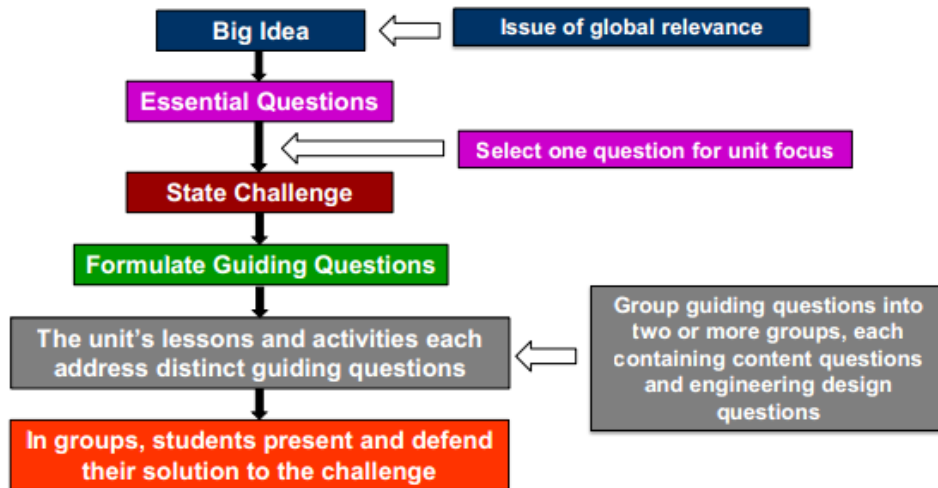 Big Idea
Issue of global relevance
Essential Questions
Select one question for unit focus
State Challenge
Formulate Guiding Questions
The unit's lessons and activities each
address distinct guiding questions
Group guiding questions into
two or more groups, each
containing content questions
and engineering design
questions
In groups, students present and defend
their solution to the challenge